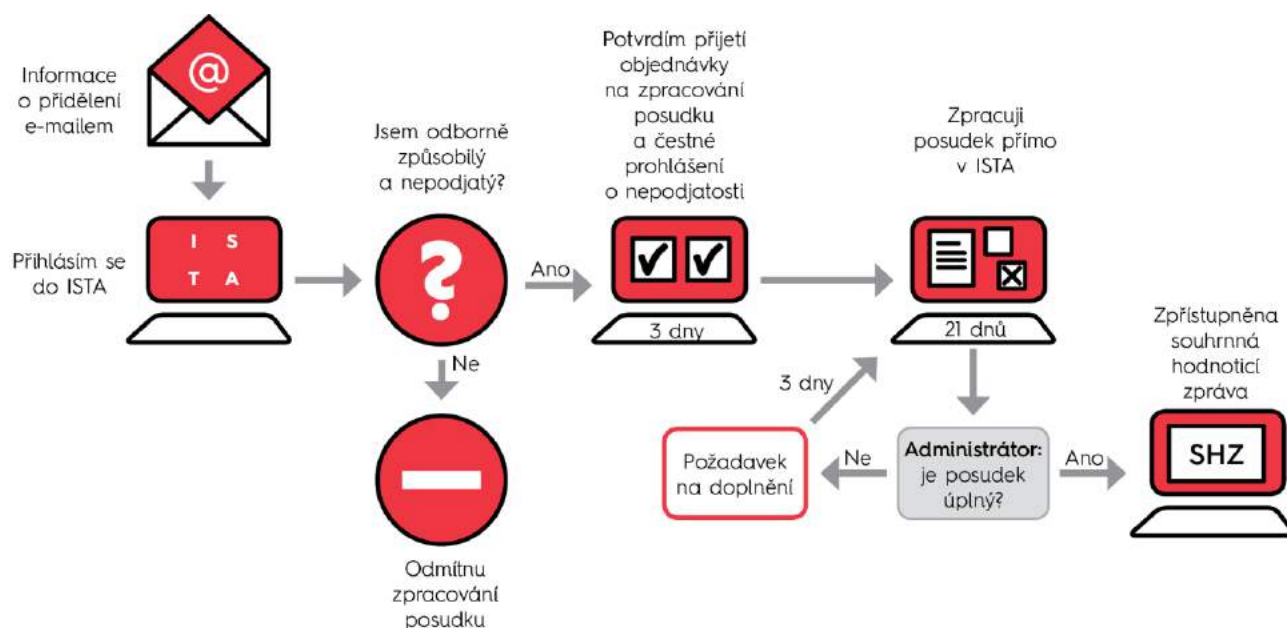 Informace
o přidělení
e-mailem
@
Přihlásím se
do ISTA
I S
T A
Jsem odborně
způsobilý
a nepodjatý?
?
Ano
Ne
Odmítnu
zpracování
posudku
Potvrdím přijetí
objednávky
na zpracování
posudku
a čestné
prohlášení
o nepodjatosti
3 dny
Zpracuji
posudek přímo
v ISTA
21 dnů
3 dny
Administrátor:
je posudek
úplný?
Ne
Požadavek
na doplnění
Ano
Zpřístupněna
souhrnná
hodnoticí
zpráva
SHZ